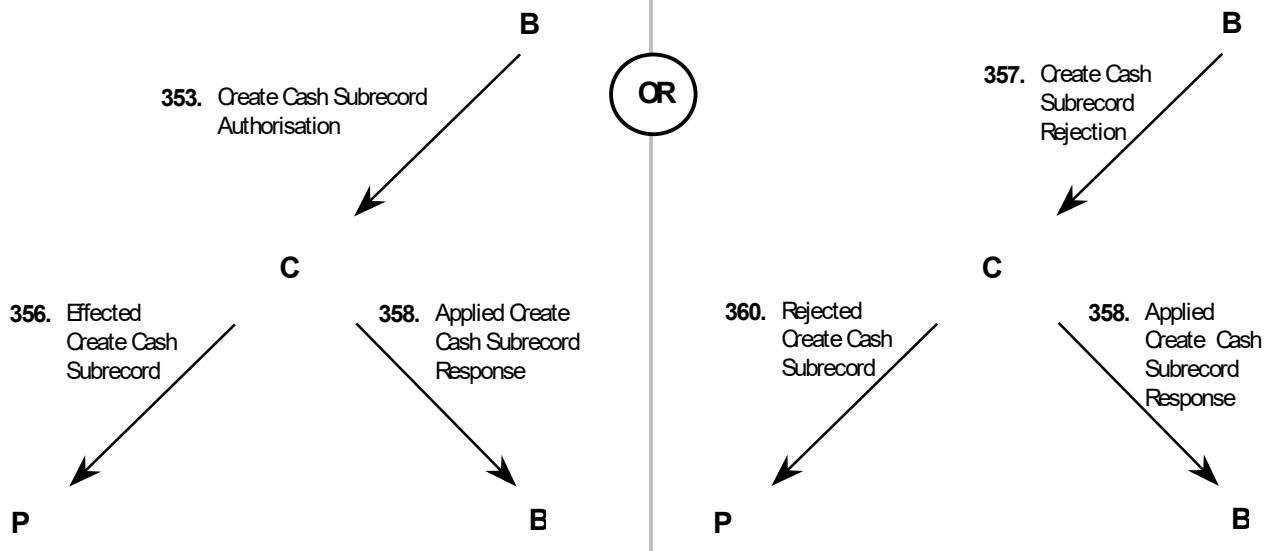 B
353. Create Cash Subrecord
Authorisation
C
356. Effected
Create Cash
Subrecord
358. Applied Create
Cash Subrecord
Response
P
B
OR
B
357. Create Cash
Subrecord
Rejection
C
360. Rejected
Create Cash
Subrecord
358. Applied
Create Cash
Subrecord
Response
P
B